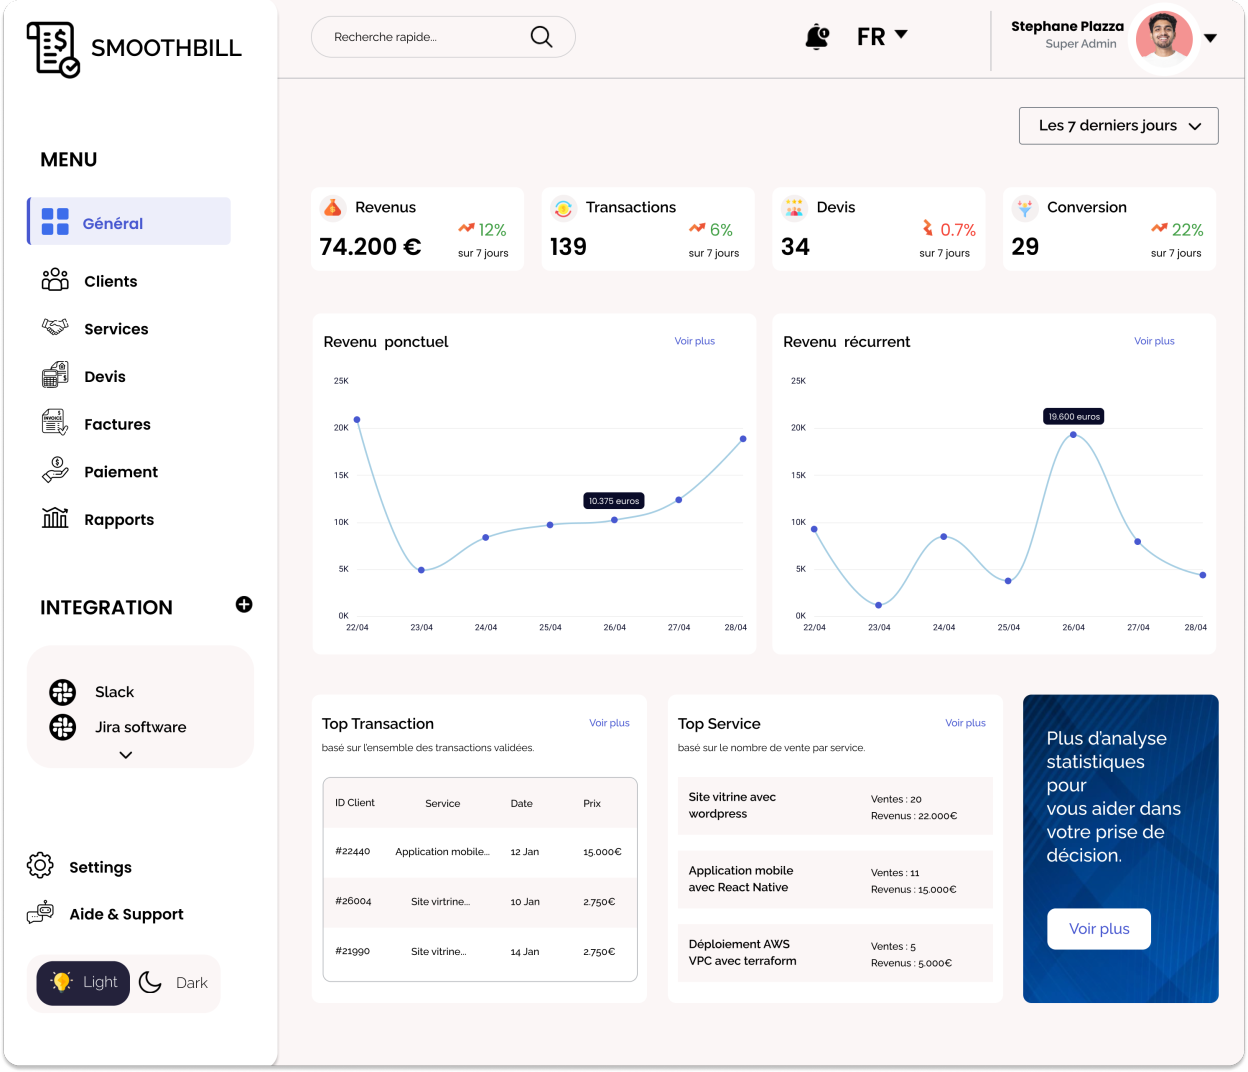 SMOOTHBILL
Recherche rapide...
FR
Stephane Plazza
Super Admin
Les 7 derniers jours
MENU
Général
Clients
Services
Devis
Factures
Paiement
Rapports
INTEGRATION
Slack
Jira software
Settings
Aide & Support
Light
Dark
Revenus
74.200 €
12%
sur 7 jours
Transactions
139
6%
sur 7 jours
Devis
34
0.7%
sur 7 jours
Conversion
29
22%
sur 7 jours
Revenu ponctuel
Voir plus
25K
20K
15K
10K
5K
0K
10.375 euros
22/04 23/04 24/04 25/04 26/04 27/04 28/04
Revenu récurrent
Voir plus
25K
20K
15K
10K
5K
0K
19.600 euros
22/04 23/04 24/04 25/04 26/04 27/04 28/04
Top Transaction
Voir plus
basé sur l'ensemble des transactions validées.
ID Client Service Date Prix
#22440 Application mobile... 12 Jan 15.000€
#26004 Site virtrine... 10 Jan 2.750€
#21990 Site vitrine... 14 Jan 2.750€
Top Service
Voir plus
basé sur le nombre de vente par service.
Site vitrine avec
wordpress
Ventes : 20
Revenus : 22.000€
Application mobile
avec React Native
Ventes : 11
Revenus : 15.000€
Déploiement AWS
VPC avec terraform
Ventes : 5
Revenus : 5.000€
Plus d'analyse
statistiques
pour
vous aider dans
votre prise de
décision.
Voir plus